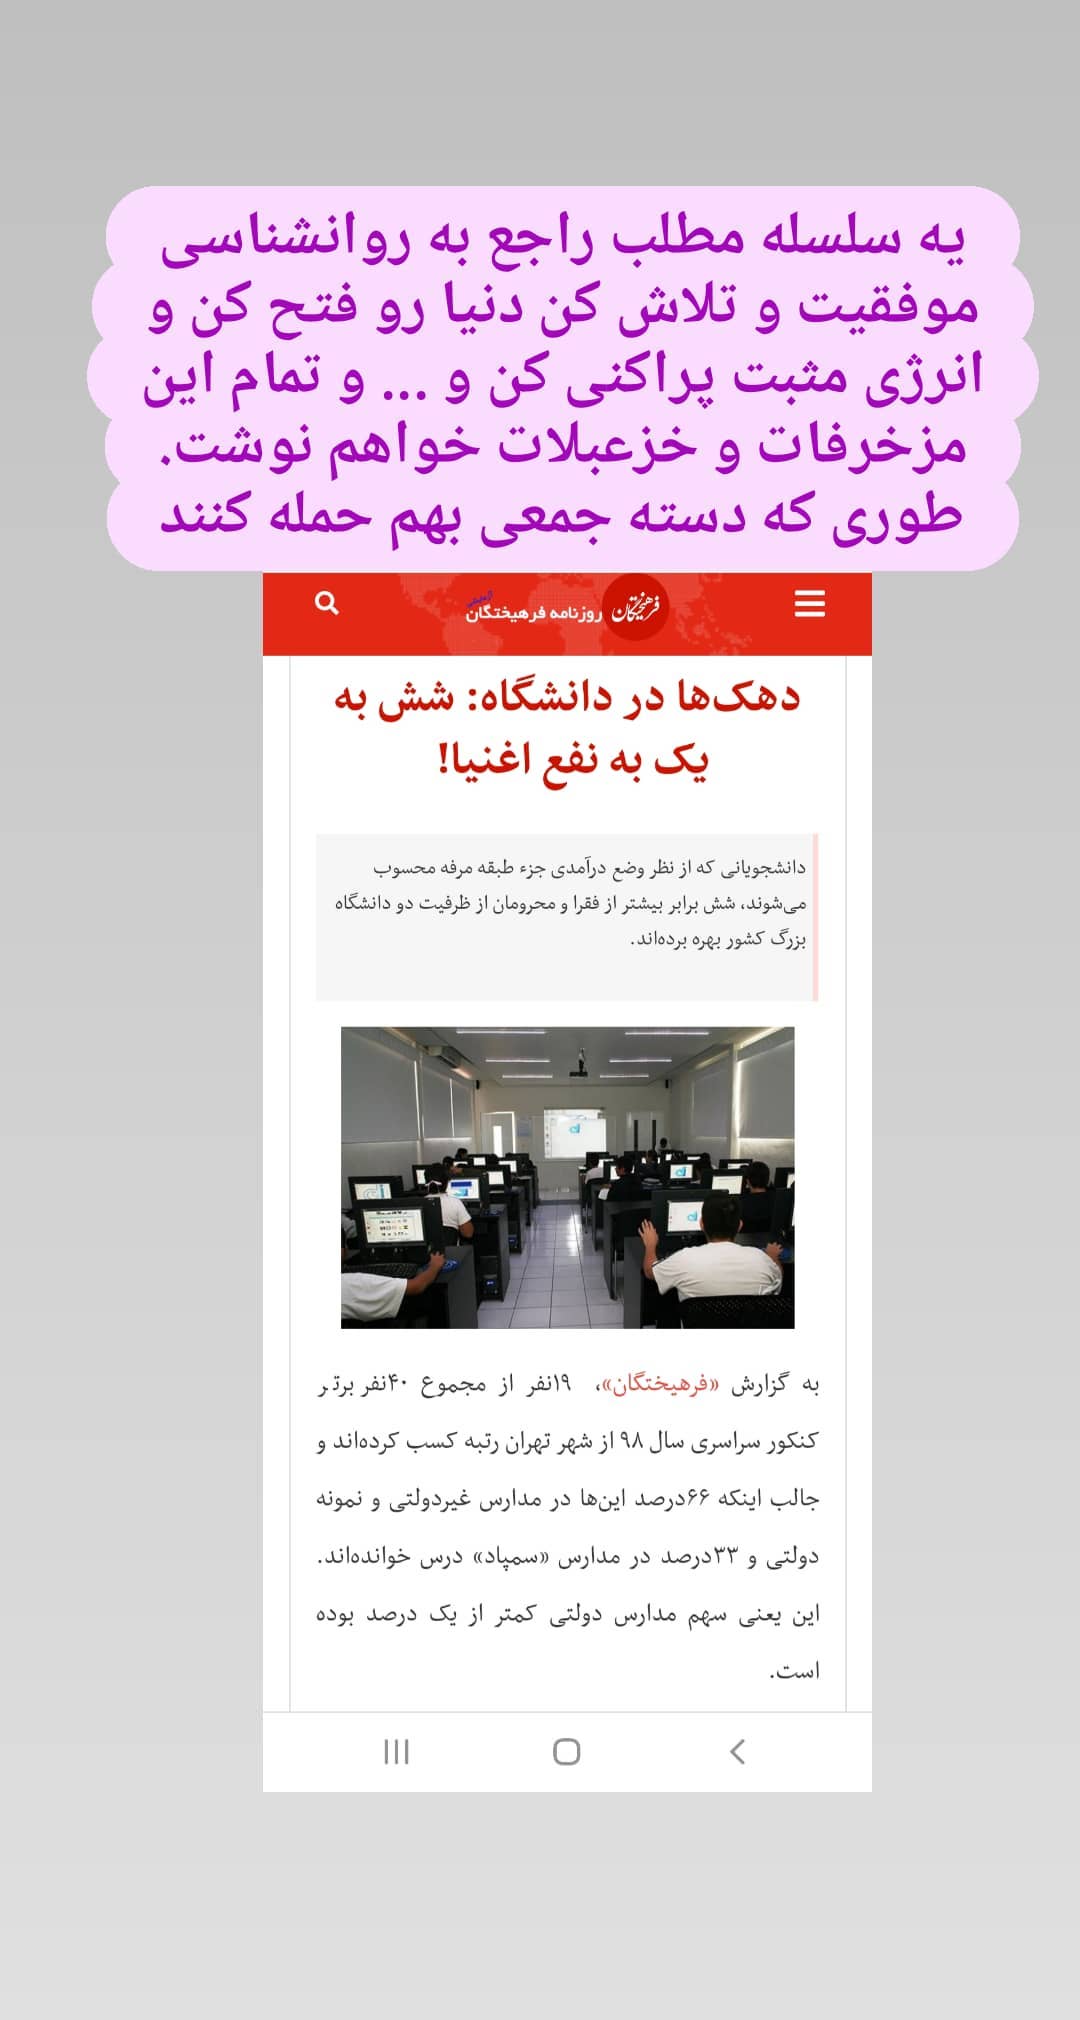 یه سلسله مطلب راجع به روانشناسی
موفقیت و تلاش کن دنیا رو فتح کن و
انرژی مثبت پراکنی کن و ... و تمام این
مزخرفات و خزعبلات خواهم نوشت.
طوری که دسته جمعی بهم حمله کنند
فرهیختگان روزنامه فرهیختگان
آزمایشی
دهک‌ها در دانشگاه: شش به
یک به نفع اغنیا!
دانشجویانی که از نظر وضع درآمدی جزء طبقه مرفه محسوب
می‌شوند، شش برابر بیشتر از فقرا و محرومان از ظرفیت دو دانشگاه
بزرگ کشور بهره برده‌اند.
به گزارش «فرهیختگان»، ۱۹نفر از مجموع ۴۰نفر برتر
کنکور سراسری سال ۹۸ از شهر تهران رتبه کسب کرده‌اند و
جالب اینکه ۶۶درصد این‌ها در مدارس غیردولتی و نمونه
دولتی و ۳۳درصد در مدارس «سمپاد» درس خوانده‌اند.
این یعنی سهم مدارس دولتی کمتر از یک درصد بوده
است.